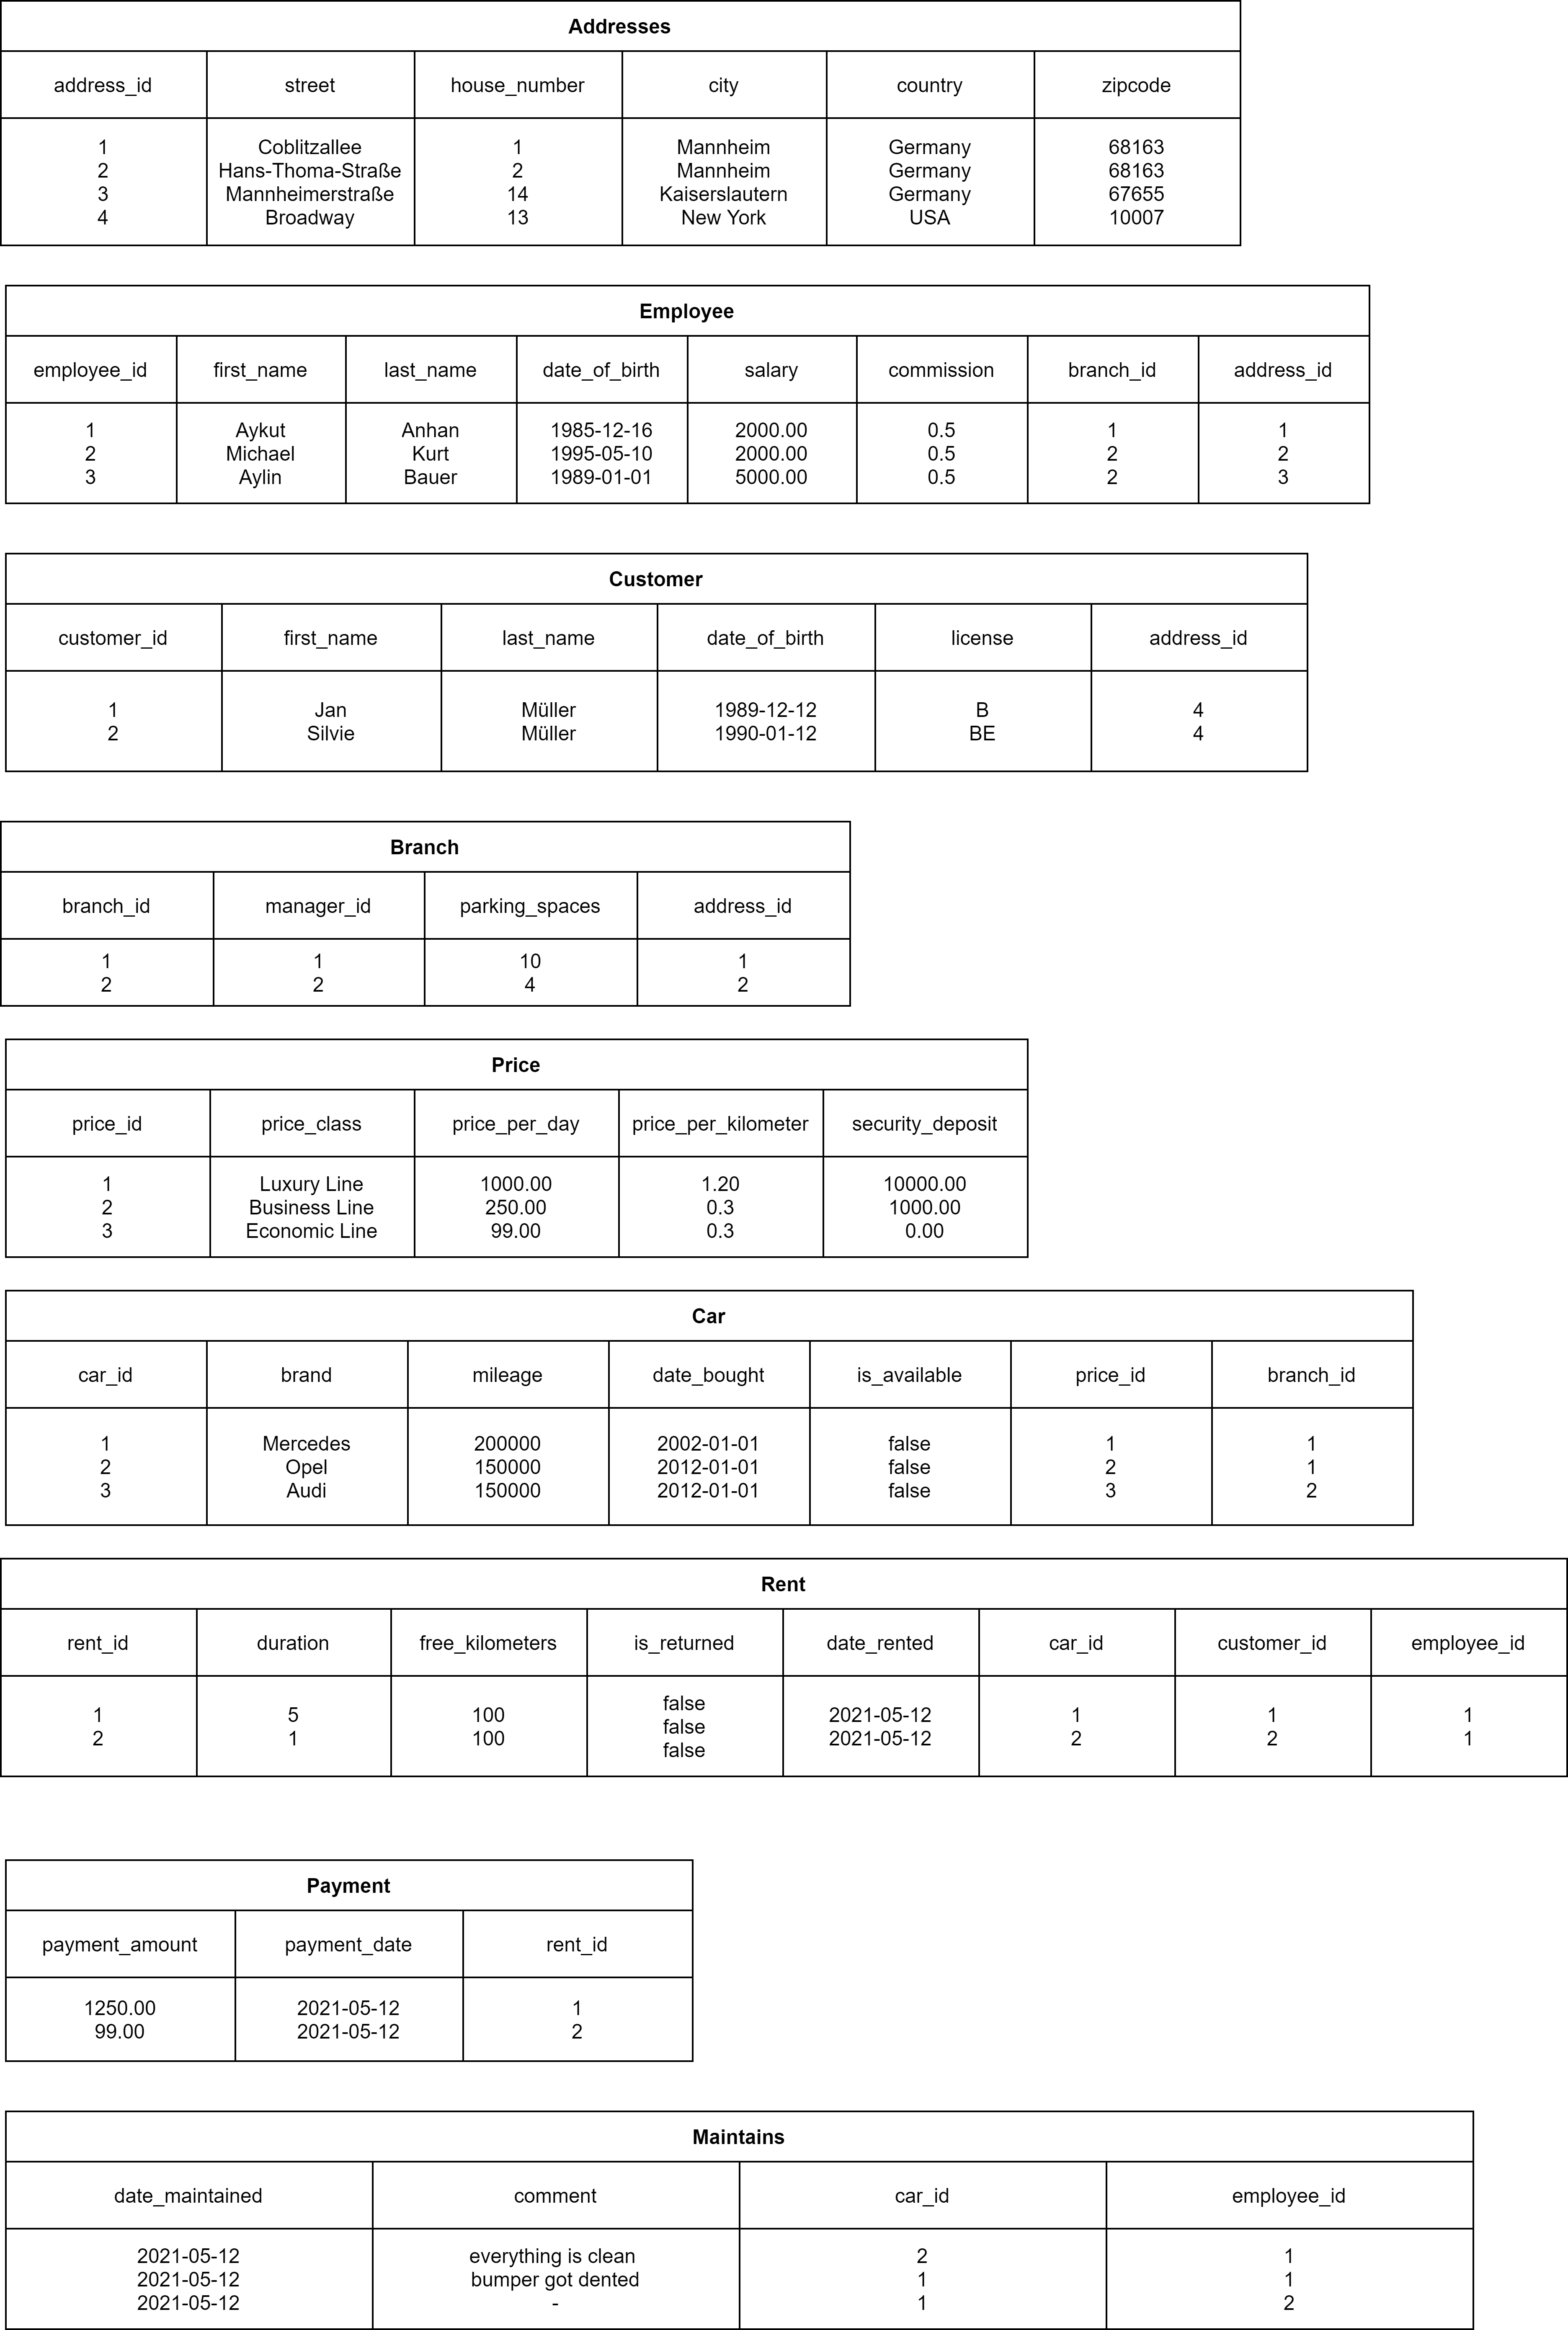 Addresses
address_id street house_number city country zipcode
1 Coblitzallee 1 Mannheim Germany 68163
2 Hans-Thoma-Straße 2 Mannheim Germany 68163
3 Mannheimerstraße 14 Kaiserslautern Germany 67655
4 Broadway 13 New York USA 10007
Employee
employee_id first_name last_name date_of_birth salary commission branch_id address_id
1 Aykut Anhan 1985-12-16 2000.00 0.5 1 1
2 Michael Kurt 1995-05-10 2000.00 0.5 2 2
3 Aylin Bauer 1989-01-01 5000.00 0.5 2 3
Customer
customer_id first_name last_name date_of_birth license address_id
1 Jan Müller 1989-12-12 B 4
2 Silvie Müller 1990-01-12 BE 4
Branch
branch_id manager_id parking_spaces address_id
1 1 10 1
2 2 4 2
Price
price_id price_class price_per_day price_per_kilometer security_deposit
1 Luxury Line 1000.00 1.20 10000.00
2 Business Line 250.00 0.3 1000.00
3 Economic Line 99.00 0.3 0.00
Car
car_id brand mileage date_bought is_available price_id branch_id
1 Mercedes 200000 2002-01-01 false 1 1
2 Opel 150000 2012-01-01 false 2 1
3 Audi 150000 2012-01-01 false 3 2
Rent
rent_id duration free_kilometers is_returned date_rented car_id customer_id employee_id
false
1 5 100 2021-05-12 1 1 1
false
2 1 100 2021-05-12 2 2 1
false
Payment
payment_amount payment_date rent_id
1250.00 2021-05-12 1
99.00 2021-05-12 2
Maintains
date_maintained comment car_id employee_id
2021-05-12 everything is clean 2 1
2021-05-12 bumper got dented 1 1
2021-05-12 - 1 2